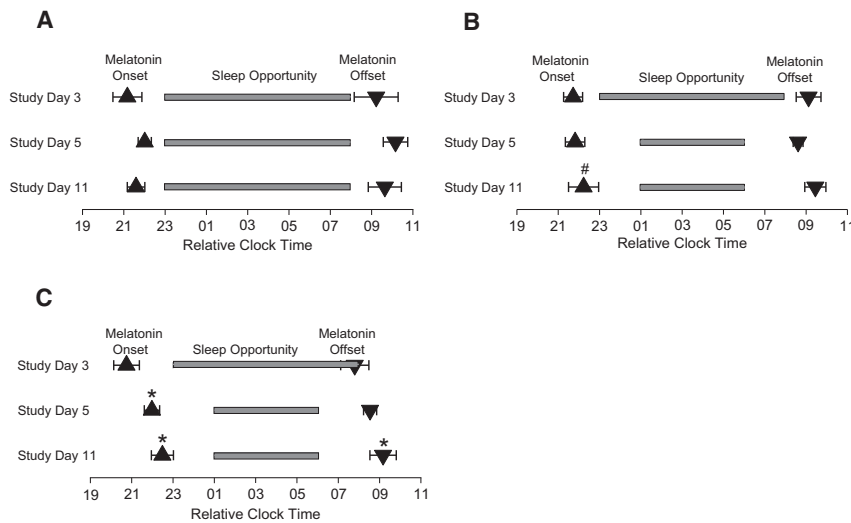 A
Melatonin Onset
Sleep Opportunity
Melatonin Offset
Study Day 3
Study Day 5
Study Day 11
19 21 23 01 03 05 07 09 11
Relative Clock Time
B
Melatonin Onset
Sleep Opportunity
Melatonin Offset
Study Day 3
Study Day 5
#
Study Day 11
19 21 23 01 03 05 07 09 11
Relative Clock Time
C
Melatonin Onset
Sleep Opportunity
Melatonin Offset
Study Day 3
*
Study Day 5
* *
Study Day 11
19 21 23 01 03 05 07 09 11
Relative Clock Time